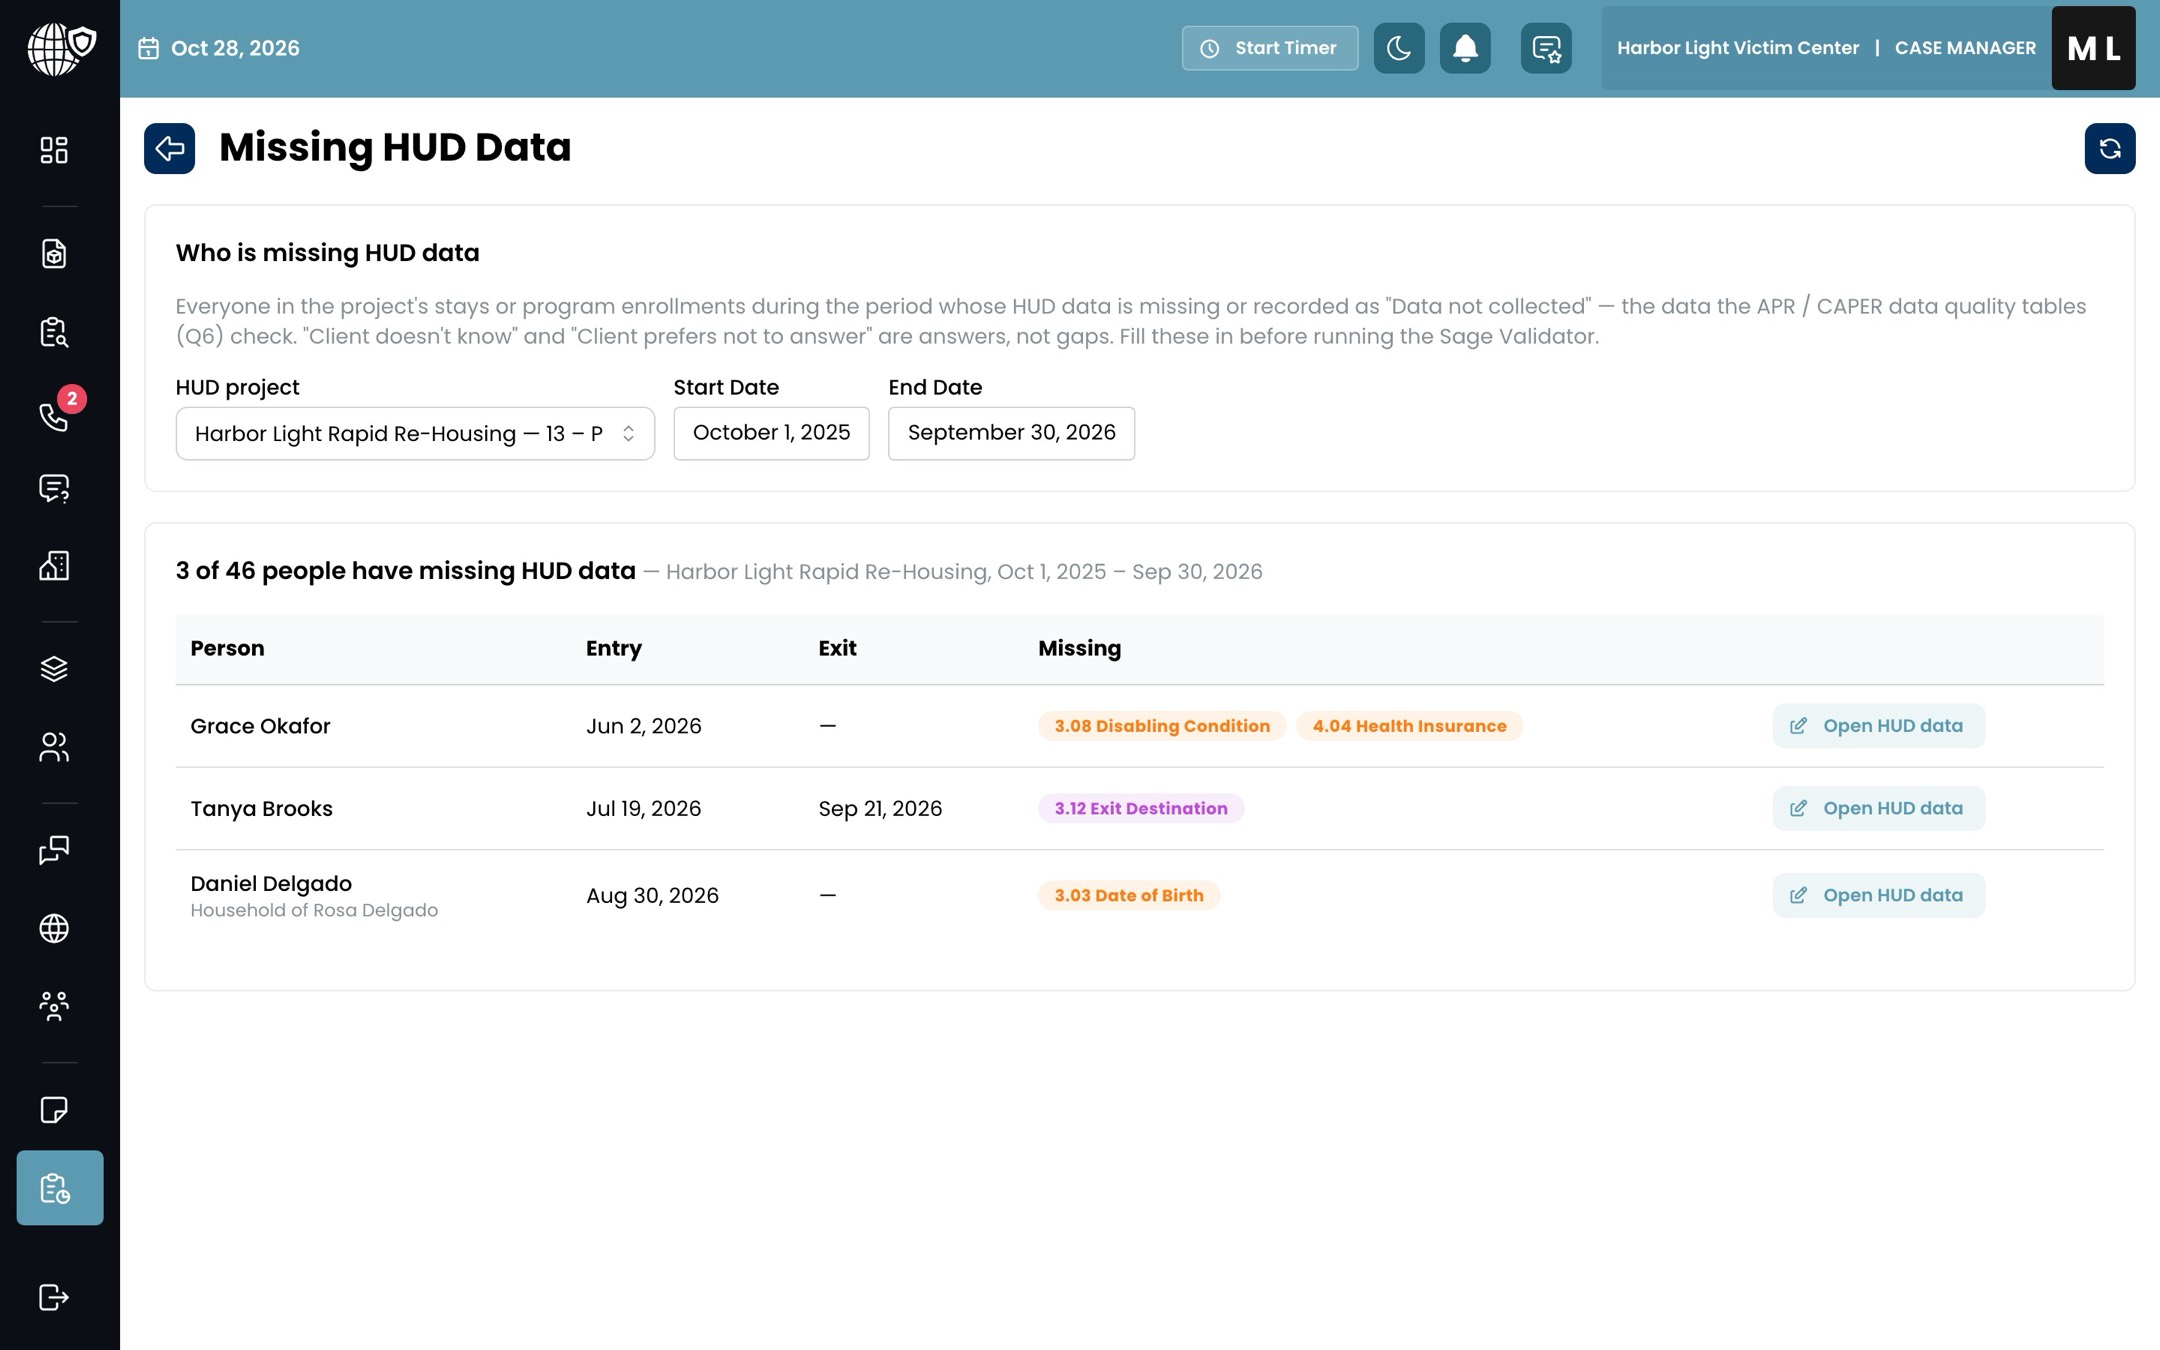 Oct 28, 2026
Start Timer
Harbor Light Victim Center | CASE MANAGER
M L
Missing HUD Data
2
Who is missing HUD data
Everyone in the project's stays or program enrollments during the period whose HUD data is missing or recorded as "Data not collected" — the data the APR / CAPER data quality tables
(Q6) check. "Client doesn't know" and "Client prefers not to answer" are answers, not gaps. Fill these in before running the Sage Validator.
HUD project Start Date End Date
Harbor Light Rapid Re-Housing — 13 – P October 1, 2025 September 30, 2026
3 of 46 people have missing HUD data — Harbor Light Rapid Re-Housing, Oct 1, 2025 – Sep 30, 2026
Person Entry Exit Missing
Grace Okafor Jun 2, 2026 — 3.08 Disabling Condition 4.04 Health Insurance Open HUD data
Tanya Brooks Jul 19, 2026 Sep 21, 2026 3.12 Exit Destination Open HUD data
Daniel Delgado Aug 30, 2026 — 3.03 Date of Birth Open HUD data
Household of Rosa Delgado